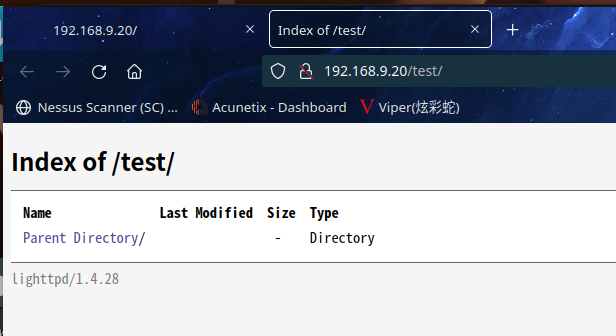 192.168.9.20/
Index of /test/
192.168.9.20/test/
Nessus Scanner (SC) ...
Acunetix - Dashboard
Viper(炫彩蛇)
Index of /test/
Name Last Modified Size Type
Parent Directory/ - Directory
lighttpd/1.4.28